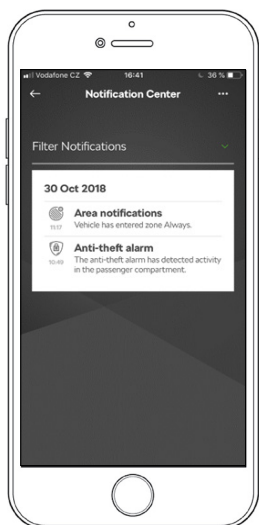 Vodafone CZ 16:41 36 %
Notification Center
Filter Notifications
30 Oct 2018
Area notifications
11:17 Vehicle has entered zone Always.
Anti-theft alarm
10:49 The anti-theft alarm has detected activity
in the passenger compartment.